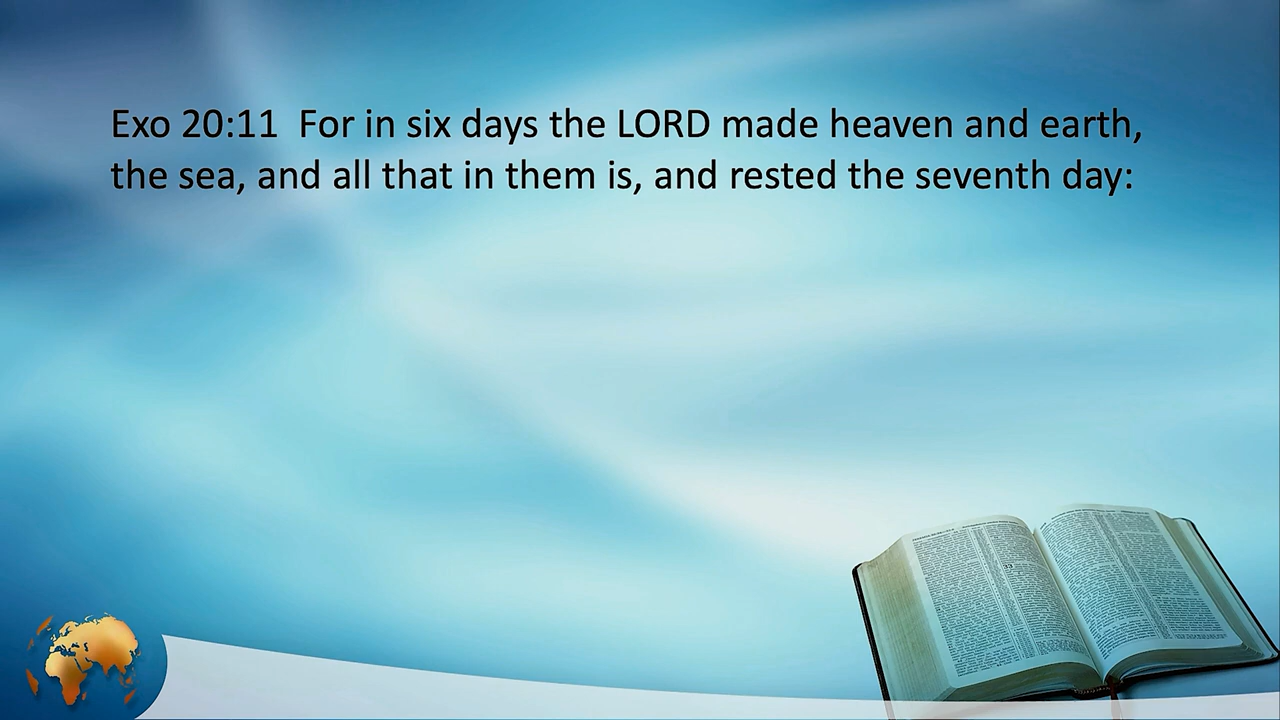 Exo 20:11  For in six days the LORD made heaven and earth,
the sea, and all that in them is, and rested the seventh day: